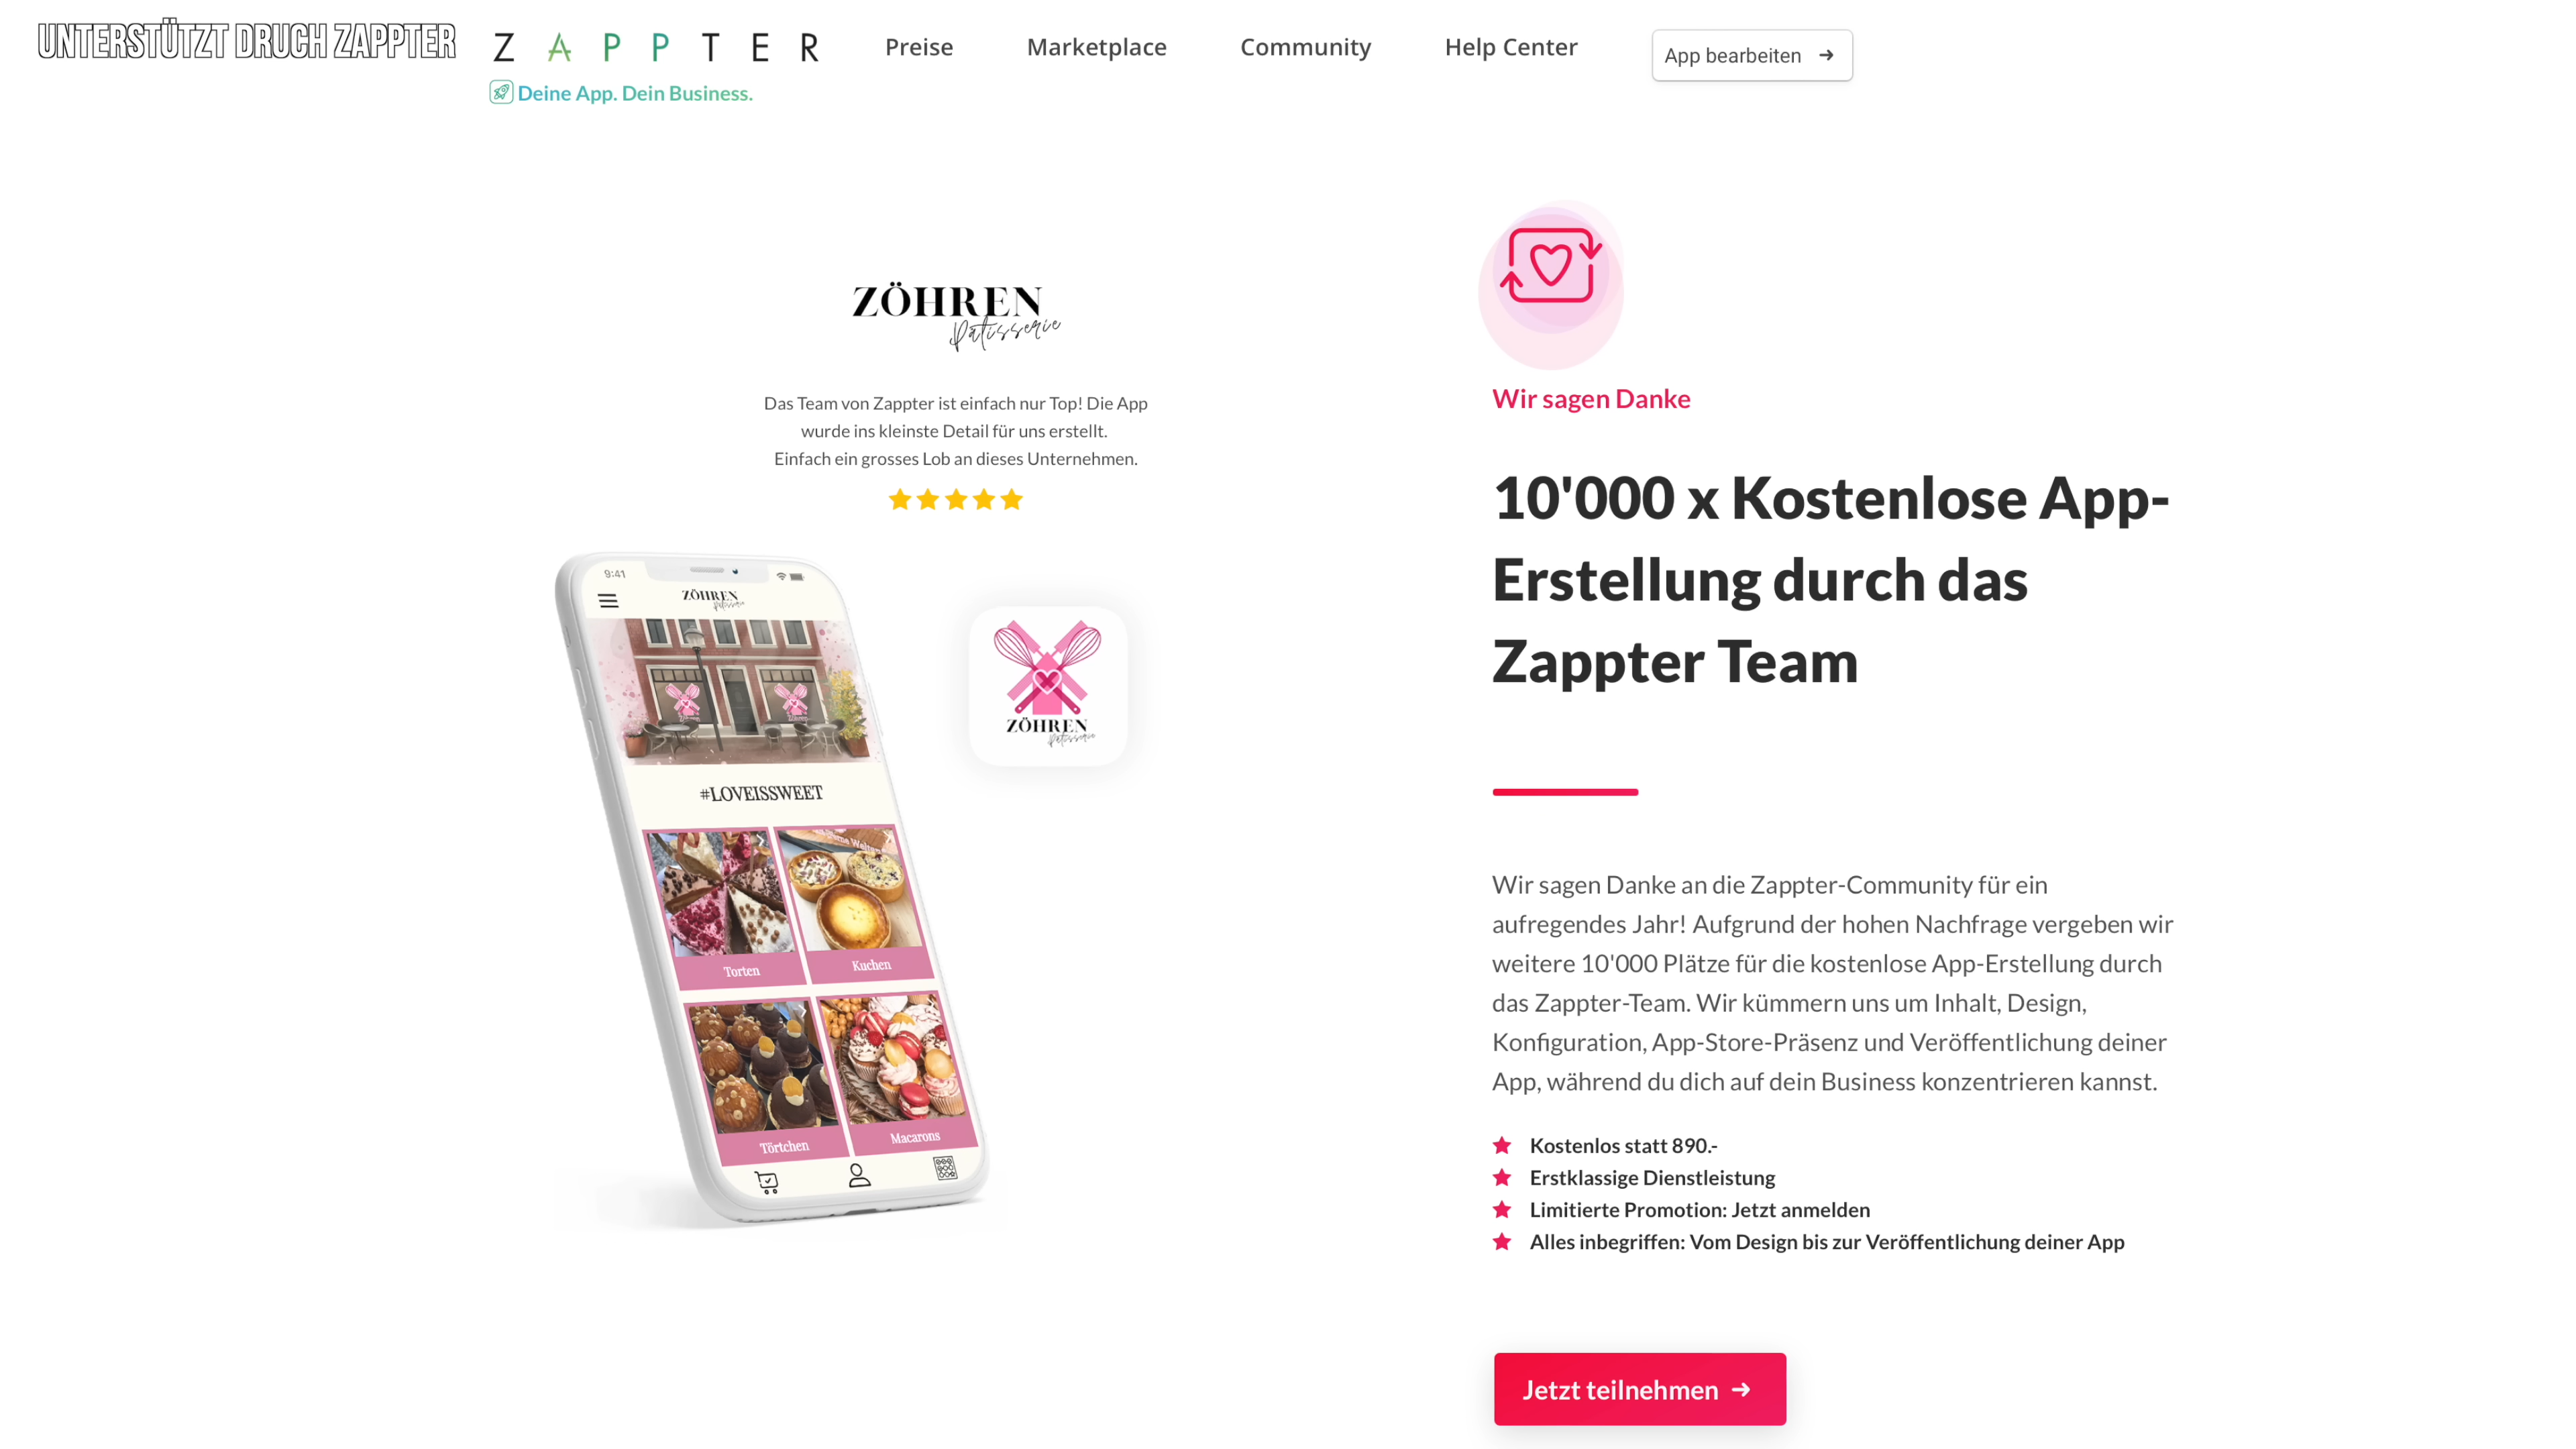 UNTERSTÜTZT DRUCH ZAPPTER
ZAPPTER
Deine App. Dein Business.
Preise
Marketplace
Community
Help Center
App bearbeiten
ZÖHREN
Patisserie
Das Team von Zappter ist einfach nur Top! Die App
wurde ins kleinste Detail für uns erstellt.
Einfach ein grosses Lob an dieses Unternehmen.
9:41
ZÖHREN
Patisserie
#LOVEISSWEET
Torten
Kuchen
Törtchen
Macarons
ZÖHREN
Patisserie
Wir sagen Danke
10'000 x Kostenlose App-
Erstellung durch das
Zappter Team
Wir sagen Danke an die Zappter-Community für ein
aufregendes Jahr! Aufgrund der hohen Nachfrage vergeben wir
weitere 10'000 Plätze für die kostenlose App-Erstellung durch
das Zappter-Team. Wir kümmern uns um Inhalt, Design,
Konfiguration, App-Store-Präsenz und Veröffentlichung deiner
App, während du dich auf dein Business konzentrieren kannst.
Kostenlos statt 890.-
Erstklassige Dienstleistung
Limitierte Promotion: Jetzt anmelden
Alles inbegriffen: Vom Design bis zur Veröffentlichung deiner App
Jetzt teilnehmen